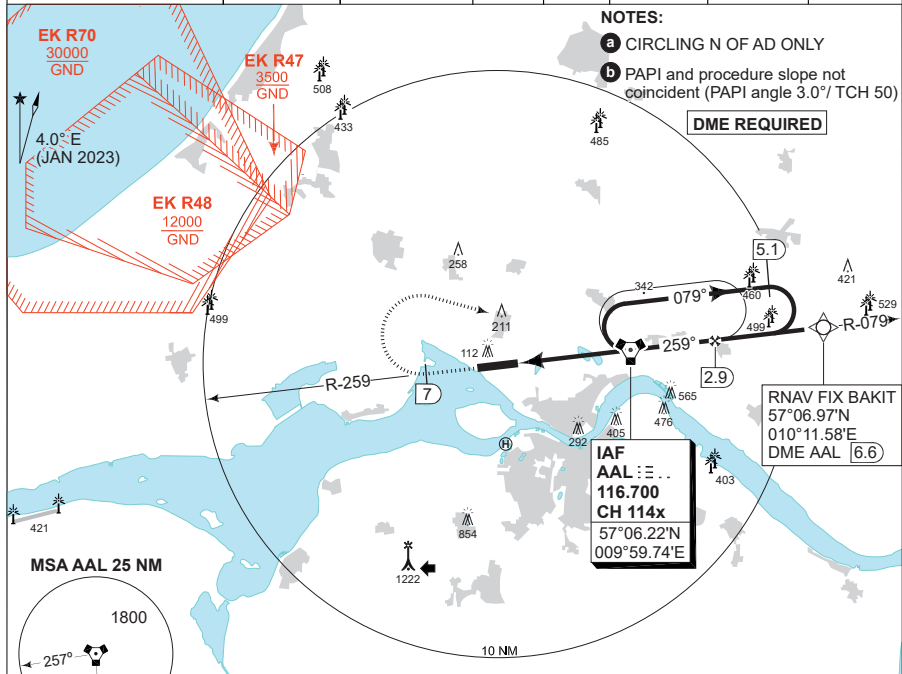 EK R70
30000
GND
EK R47
3500
GND
NOTES:
a CIRCLING N OF AD ONLY
b PAPI and procedure slope not
coincident (PAPI angle 3.0°/ TCH 50)
DME REQUIRED
4.0° E
(JAN 2023)
508
433
485
EK R48
12000
GND
258
342
079°
460
5.1
421
499
211
499
529
R-079
112
259°
2.9
R-259
7
565
476
405
292
H
403
RNAV FIX BAKIT
57°06.97'N
010°11.58'E
DME AAL 6.6
IAF
AAL
116.700
CH 114x
57°06.22'N
009°59.74'E
421
854
1222
MSA AAL 25 NM
1800
257°
10 NM